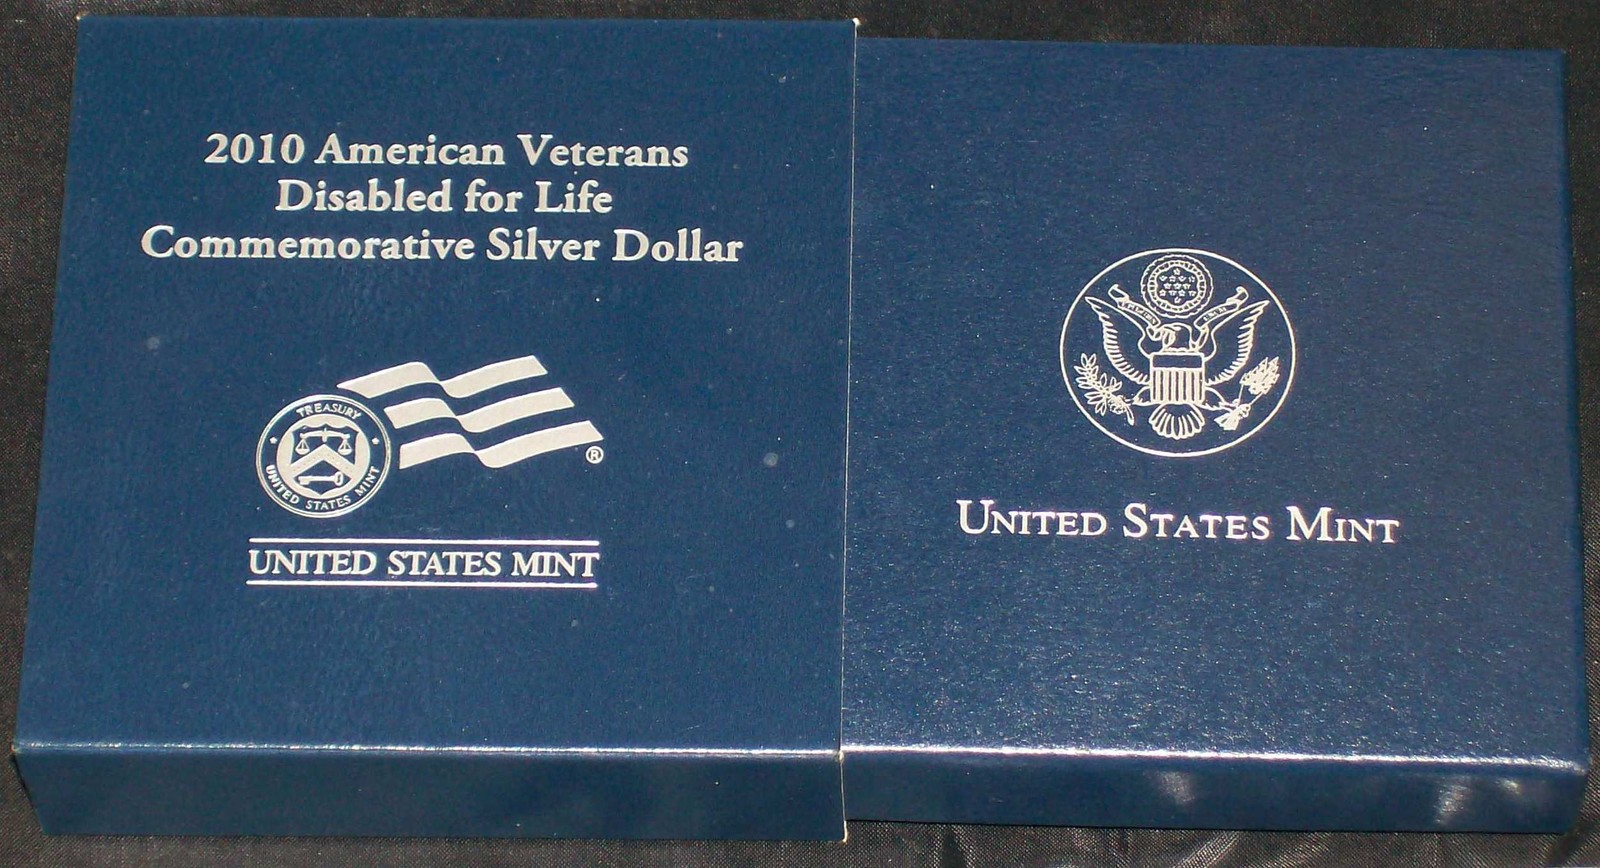 2010 American Veterans
Disabled for Life
Commemorative Silver Dollar
TREASURY
UNITED STATES MINT
®
UNITED STATES MINT
UNITED STATES MINT